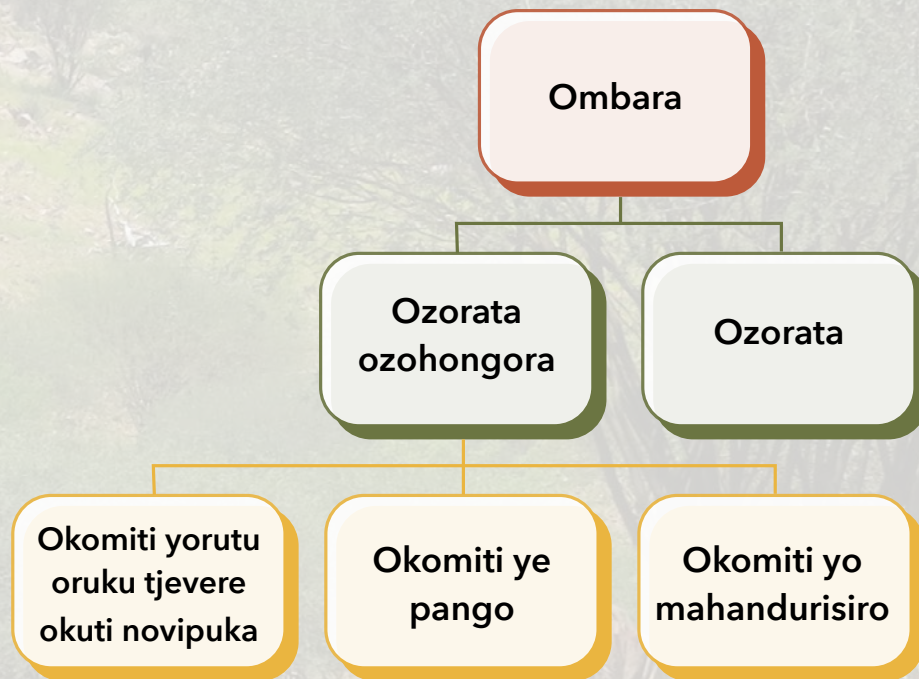 Ombara
Ozorata
ozohongora
Ozorata
Okomiti yorutu
oruku tjevere
okuti novipuka
Okomiti ye
pango
Okomiti yo
mahandurisiro